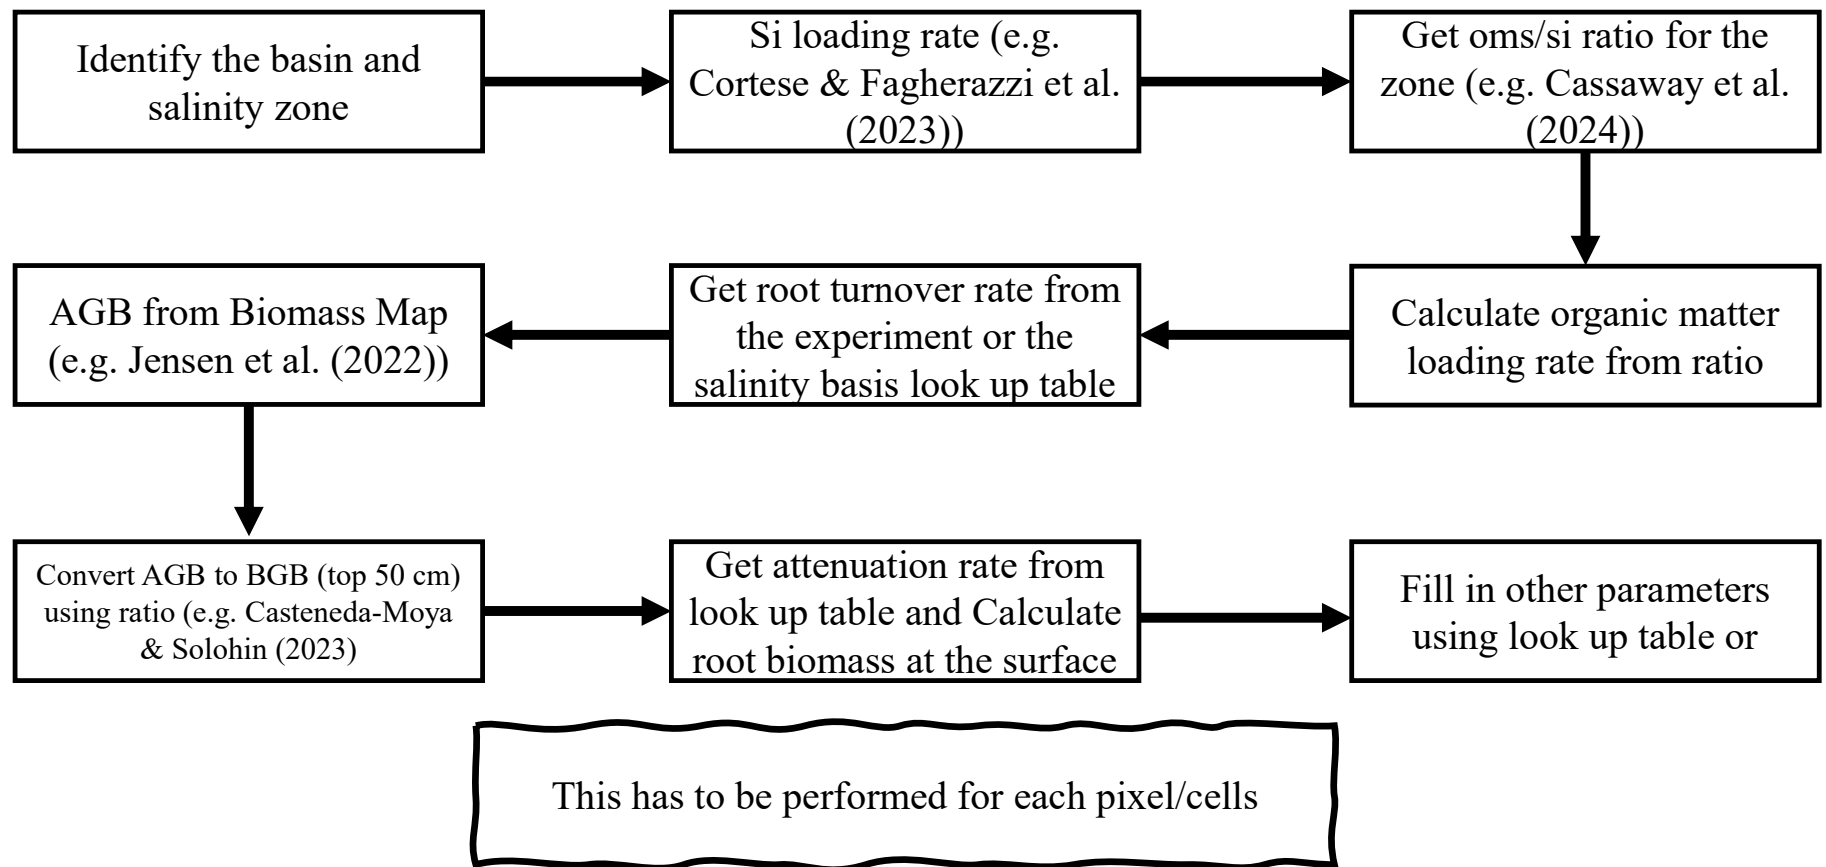 Identify the basin and
salinity zone
Si loading rate (e.g.
Cortese & Fagherazzi et al.
(2023))
Get oms/si ratio for the
zone (e.g. Cassaway et al.
(2024))
Calculate organic matter
loading rate from ratio
Get root turnover rate from
the experiment or the
salinity basis look up table
AGB from Biomass Map
(e.g. Jensen et al. (2022))
Convert AGB to BGB (top 50 cm)
using ratio (e.g. Casteneda-Moya
& Solohin (2023)
Get attenuation rate from
look up table and Calculate
root biomass at the surface
Fill in other parameters
using look up table or
This has to be performed for each pixel/cells